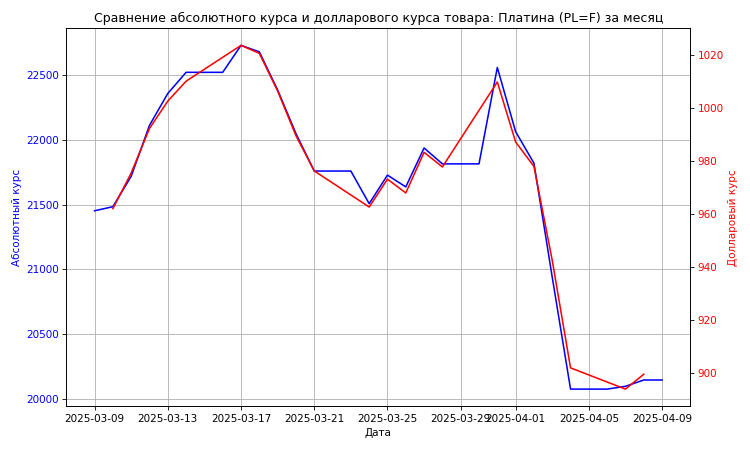 Сравнение абсолютного курса и долларового курса товара: Платина (PL=F) за месяц
Абсолютный курс
22500
22000
21500
21000
20500
20000
1020
1000
980
960
940
920
900
Долларовый курс
2025-03-09 2025-03-13 2025-03-17 2025-03-21 2025-03-25 2025-03-29 2025-04-01 2025-04-05 2025-04-09
Дата